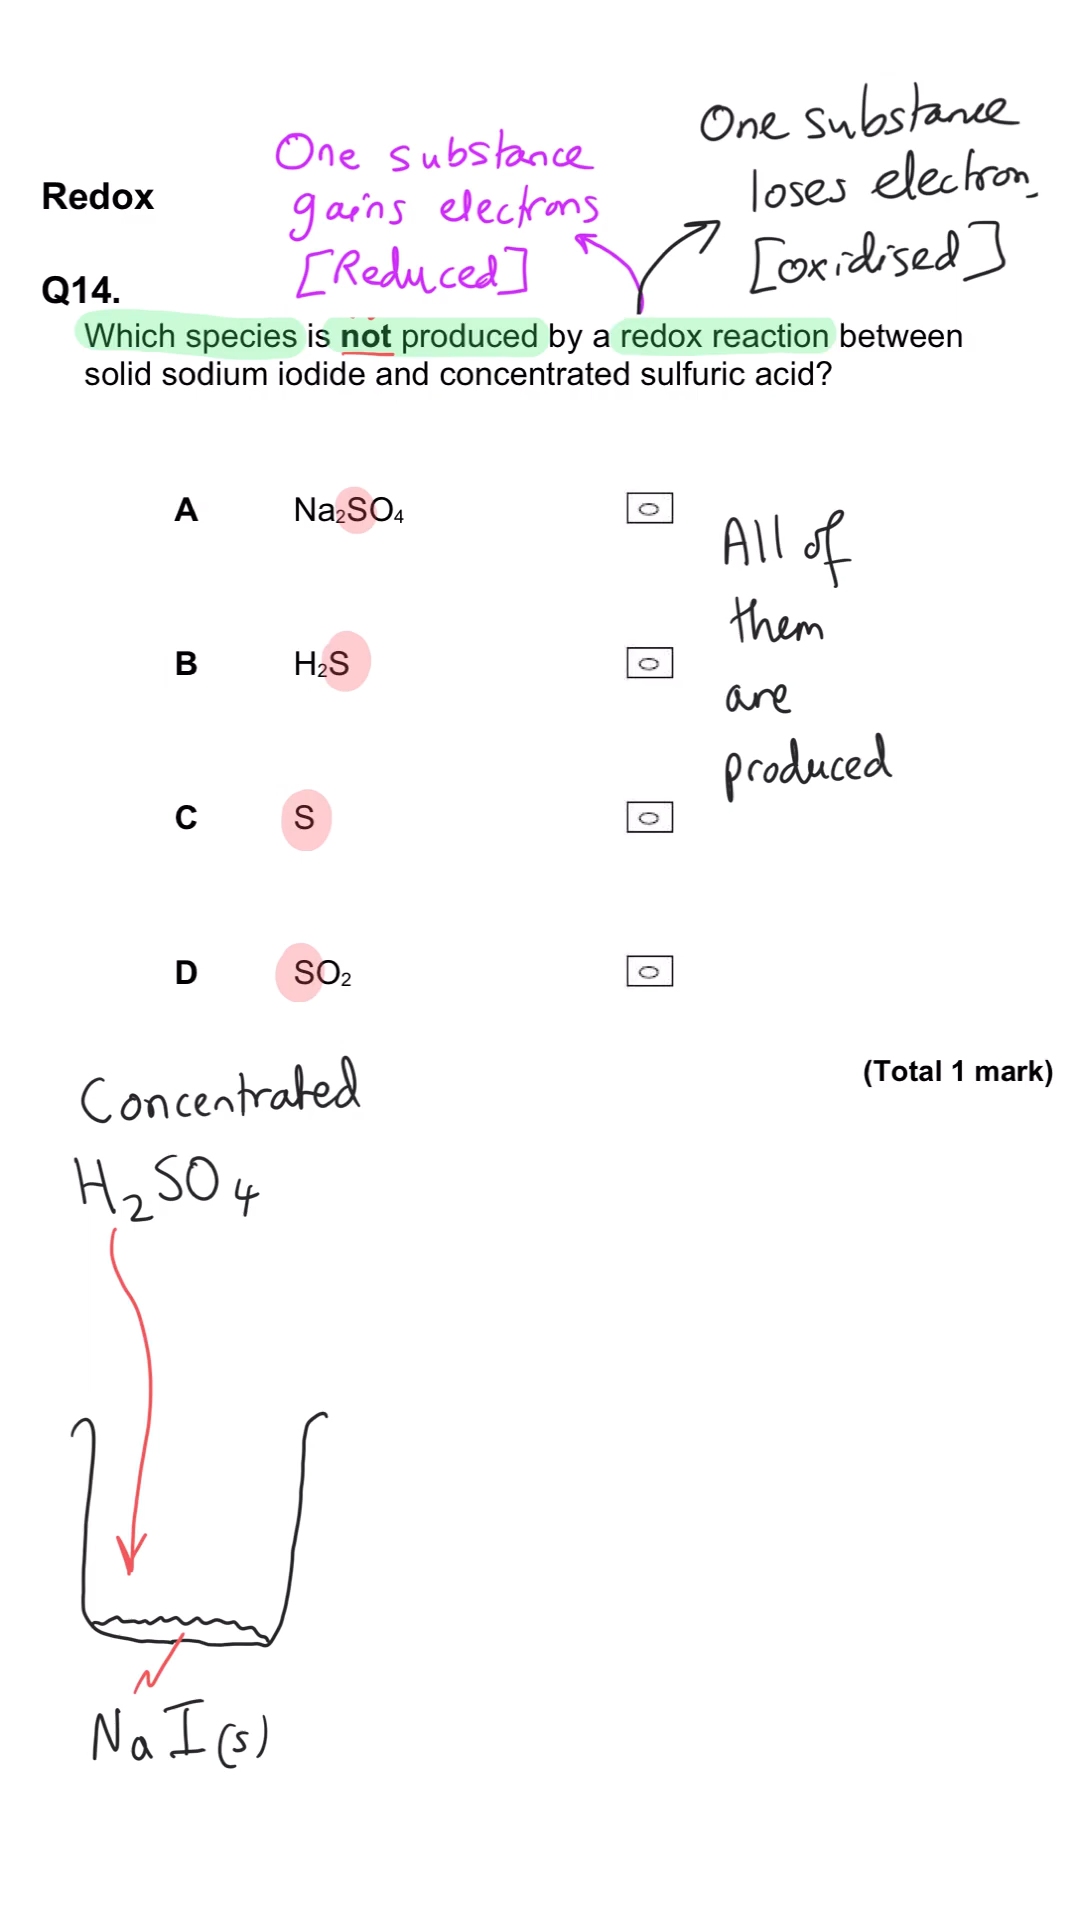 One substance
gains electrons
[Reduced]
One substance
loses electron
[oxidised]
Redox
Q14.
Which species is not produced by a redox reaction between
solid sodium iodide and concentrated sulfuric acid?
A Na₂SO₄
B H₂S
C S
D SO₂
All of
them
are
produced
(Total 1 mark)
Concentrated
H₂SO₄
NaI(s)